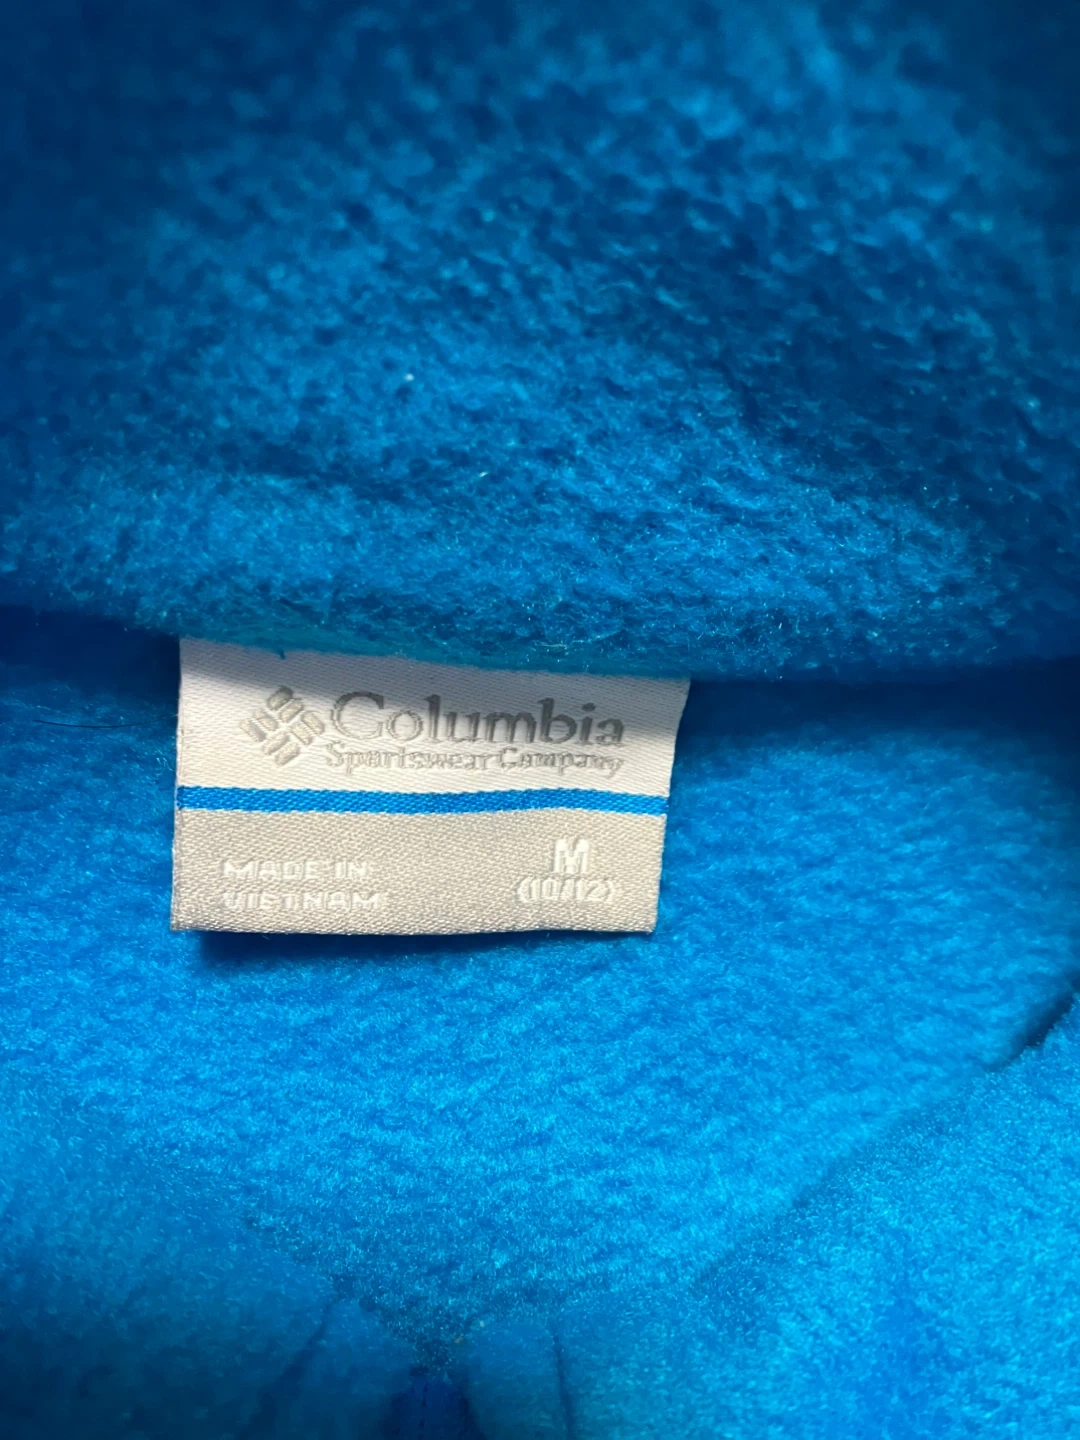 Columbia
Sportswear Company
MADE IN
VIETNAM
M
(10/12)